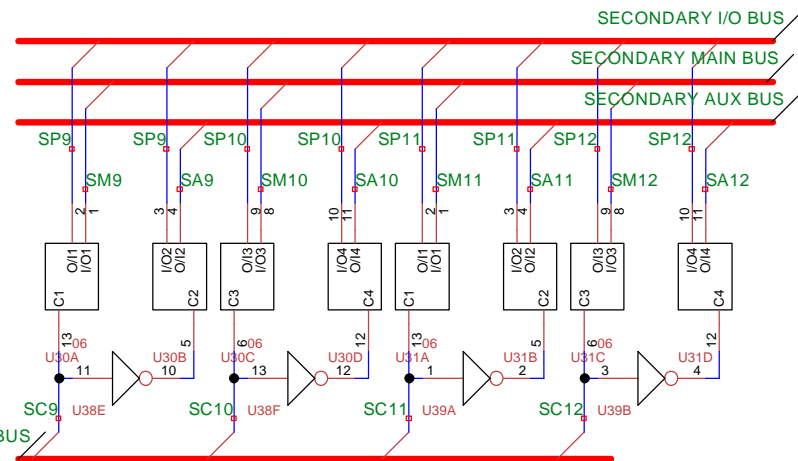 SECONDARY I/O BUS
SECONDARY MAIN BUS
SECONDARY AUX BUS
SP9 SP9 SP10 SP10 SP11 SP11 SP12 SP12
SM9 SA9 SM10 SA10 SM11 SA11 SM12 SA12
2 1 3 4 9 8 10 11 2 1 3 4 9 8 10 11
O/I1 I/O1 I/O2 O/I2 O/I3 I/O3 I/O4 O/I4 O/I1 I/O1 I/O2 O/I2 O/I3 I/O3 I/O4 O/I4
C1 C2 C3 C4 C1 C2 C3 C4
13 5 6 12 13 5 6 12
06 06 06 06
U30A U30B U30C U30D U31A U31B U31C U31D
11 10 13 12 1 2 3 4
SC9 U38E SC10 U38F SC11 U39A SC12 U39B
BUS